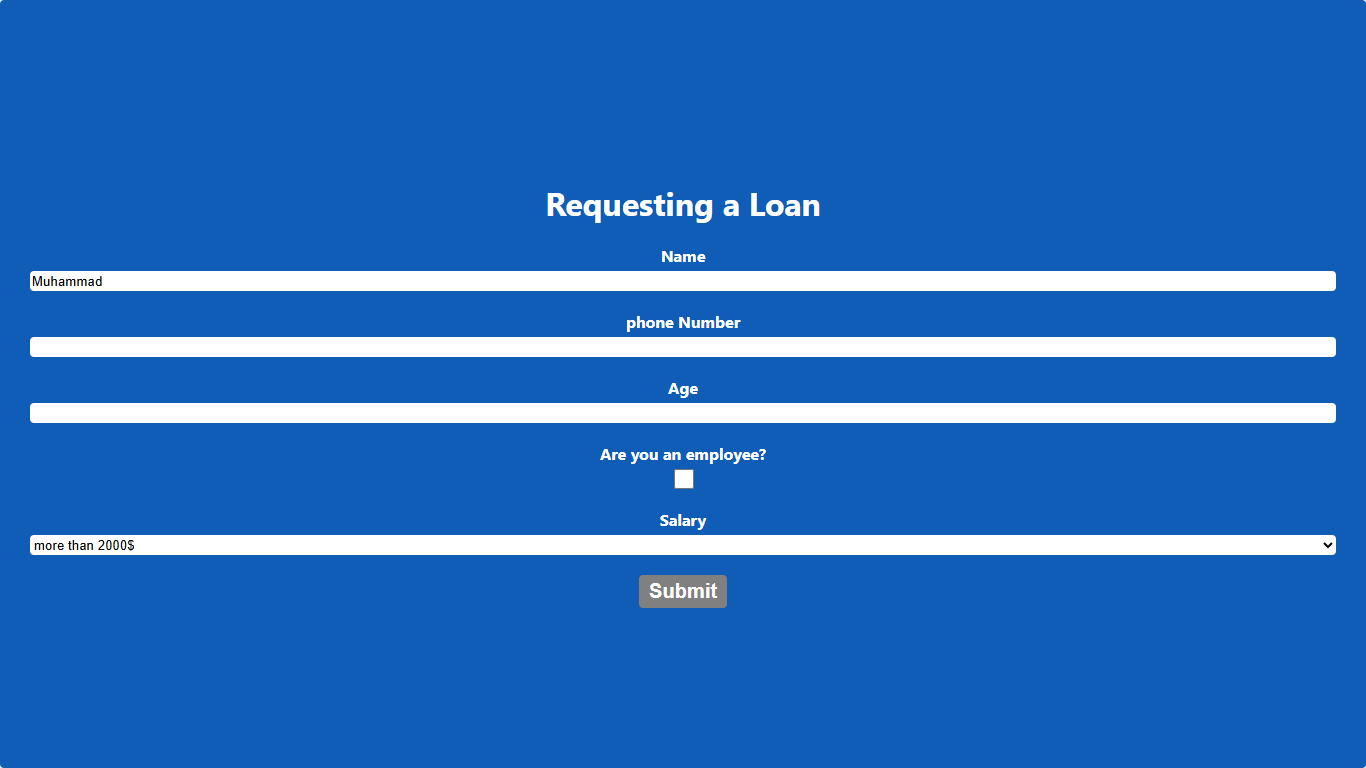 Requesting a Loan
Name
Muhammad
phone Number
Age
Are you an employee?
Salary
more than 2000$
Submit